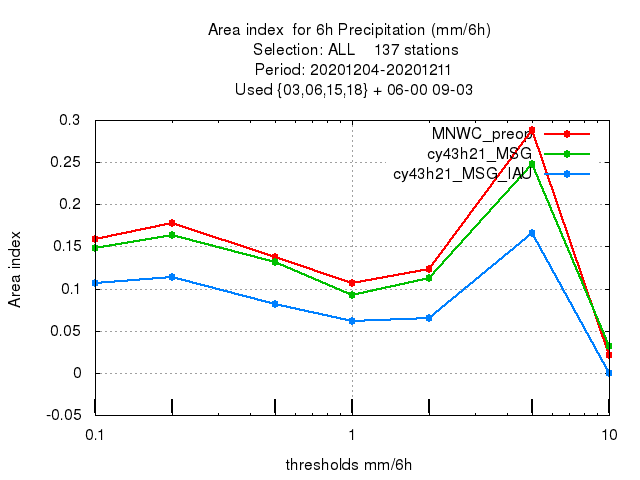 Area index  for 6h Precipitation (mm/6h)
Selection: ALL    137 stations
Period: 20201204-20201211
Used {03,06,15,18} + 06-00 09-03
MNWC_preop
cy43h21_MSG
cy43h21_MSG_IAU
0.3
0.25
0.2
0.15
0.1
0.05
0
-0.05
Area index
0.1
1
10
thresholds mm/6h